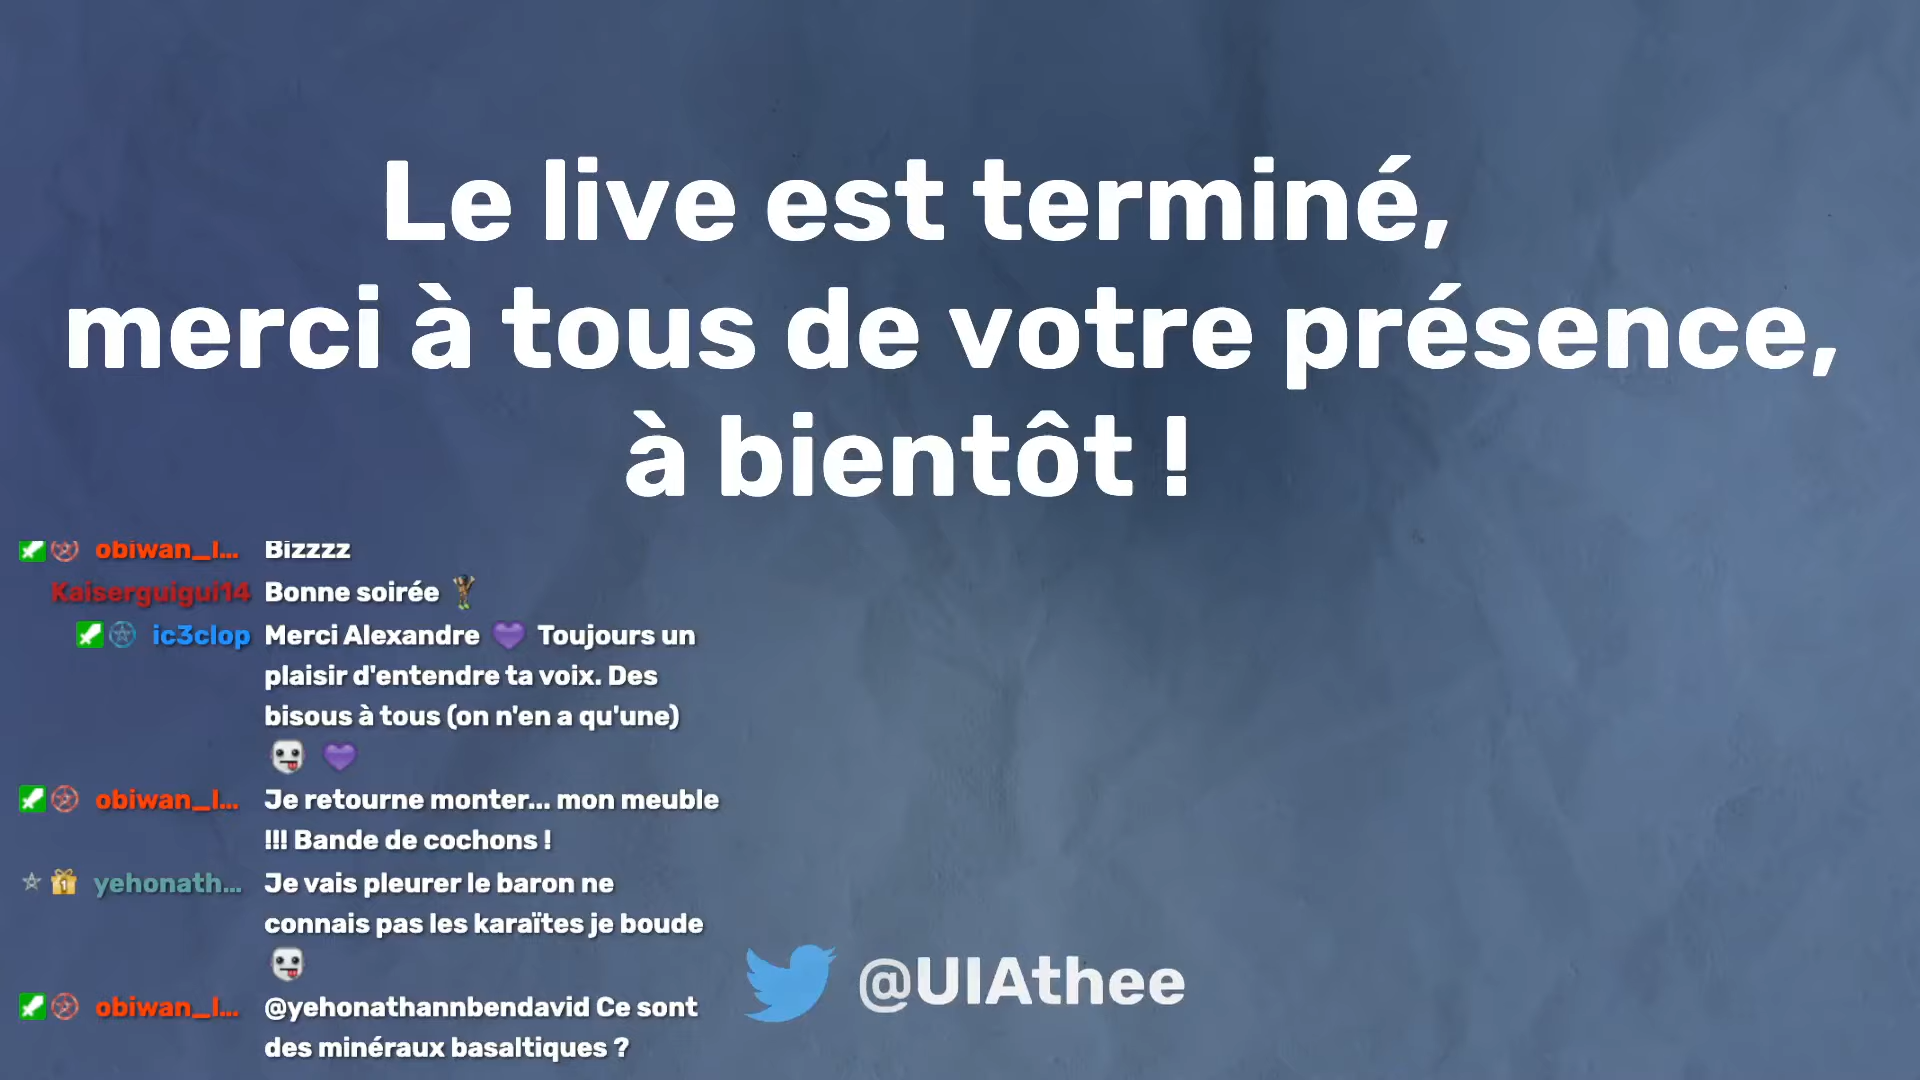 Le live est terminé,
merci à tous de votre présence,
à bientôt !
obiwan_l... Bizzzz
Kaiserguigui14 Bonne soirée
ic3clop Merci Alexandre 💜 Toujours un
plaisir d'entendre ta voix. Des
bisous à tous (on n'en a qu'une)
obiwan_l... Je retourne monter... mon meuble
!!! Bande de cochons !
yehonath... Je vais pleurer le baron ne
connais pas les karaïtes je boude
obiwan_l... @yehonathannbendavid Ce sont
des minéraux basaltiques ?
@UIAthee